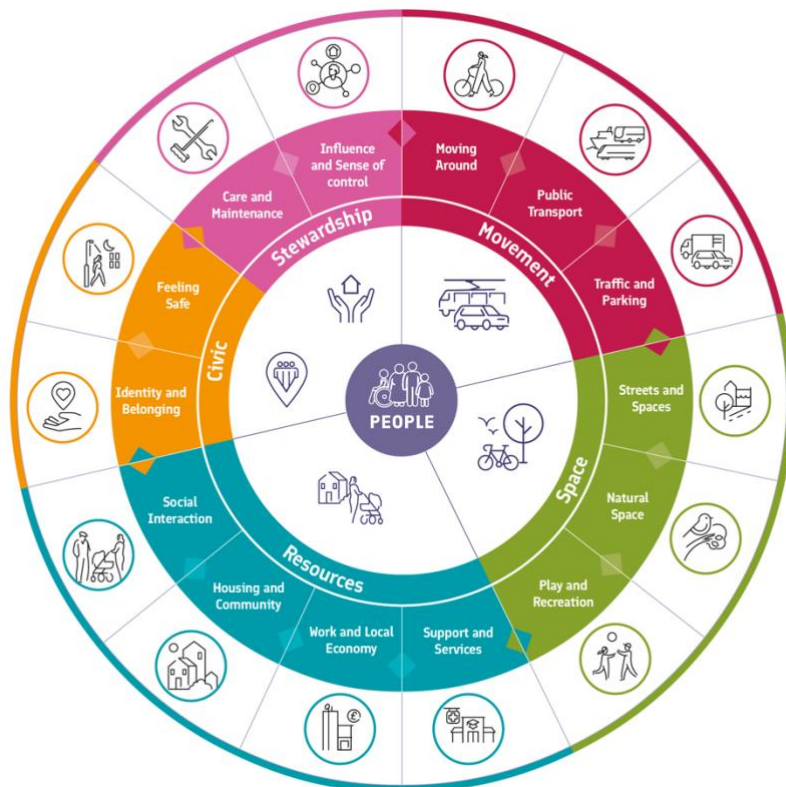 PEOPLE
Movement
Moving
Around
Public
Transport
Traffic and
Parking
Space
Streets and
Spaces
Natural
Space
Play and
Recreation
Resources
Support and
Services
Work and Local
Economy
Housing and
Community
Social
Interaction
Civic
Identity and
Belonging
Feeling
Safe
Stewardship
Care and
Maintenance
Influence
and Sense of
control
£